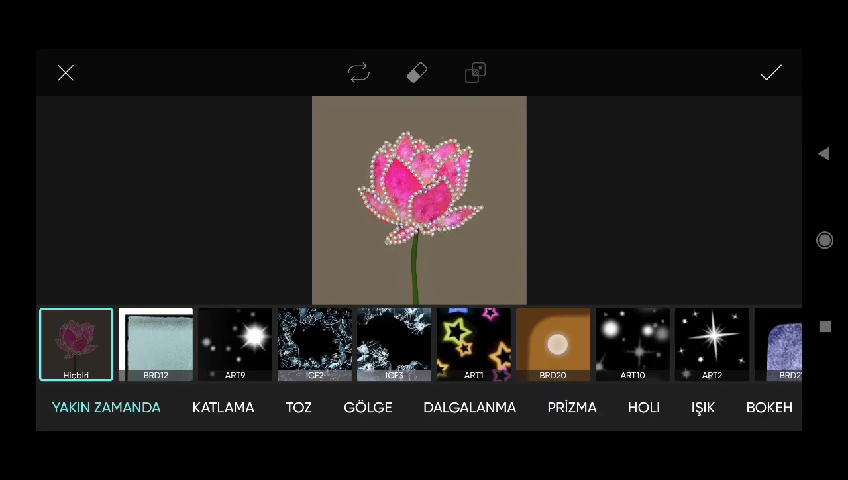 Hiçbiri BRD12 ART9 ICE2 ICE3 ART1 BRD20 ART10 ART2
YAKIN ZAMANDA KATLAMA TOZ GÖLGE DALGALANMA PRİZMA HOLI IŞIK BOKEH